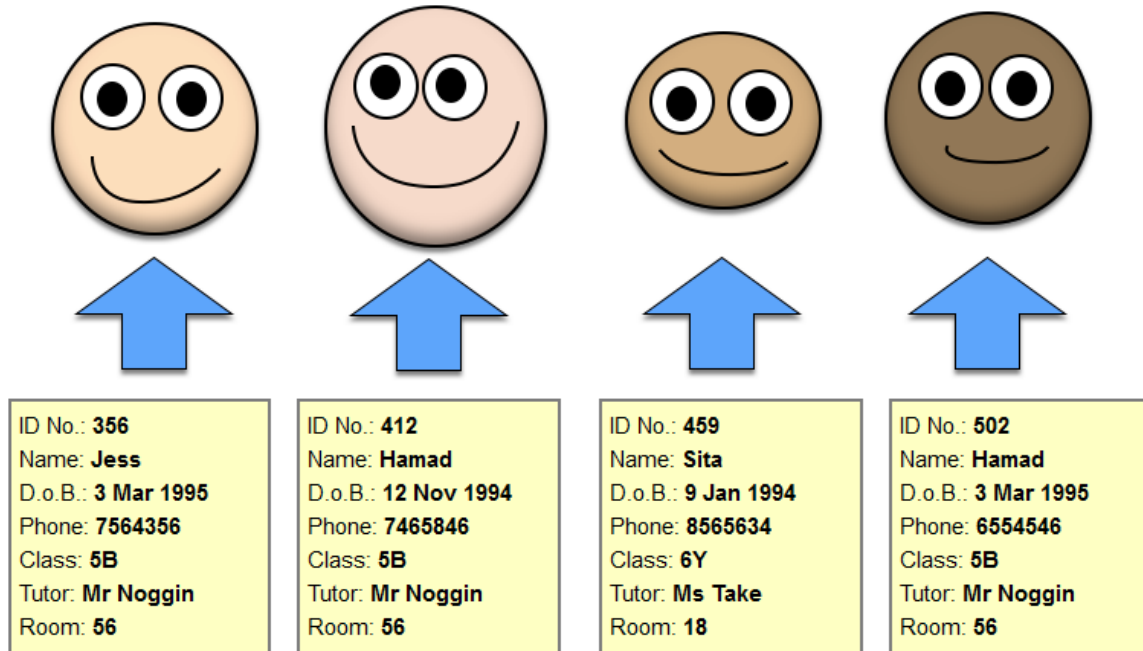 ID No.: 356
Name: Jess
D.o.B.: 3 Mar 1995
Phone: 7564356
Class: 5B
Tutor: Mr Noggin
Room: 56
ID No.: 412
Name: Hamad
D.o.B.: 12 Nov 1994
Phone: 7465846
Class: 5B
Tutor: Mr Noggin
Room: 56
ID No.: 459
Name: Sita
D.o.B.: 9 Jan 1994
Phone: 8565634
Class: 6Y
Tutor: Ms Take
Room: 18
ID No.: 502
Name: Hamad
D.o.B.: 3 Mar 1995
Phone: 6554546
Class: 5B
Tutor: Mr Noggin
Room: 56